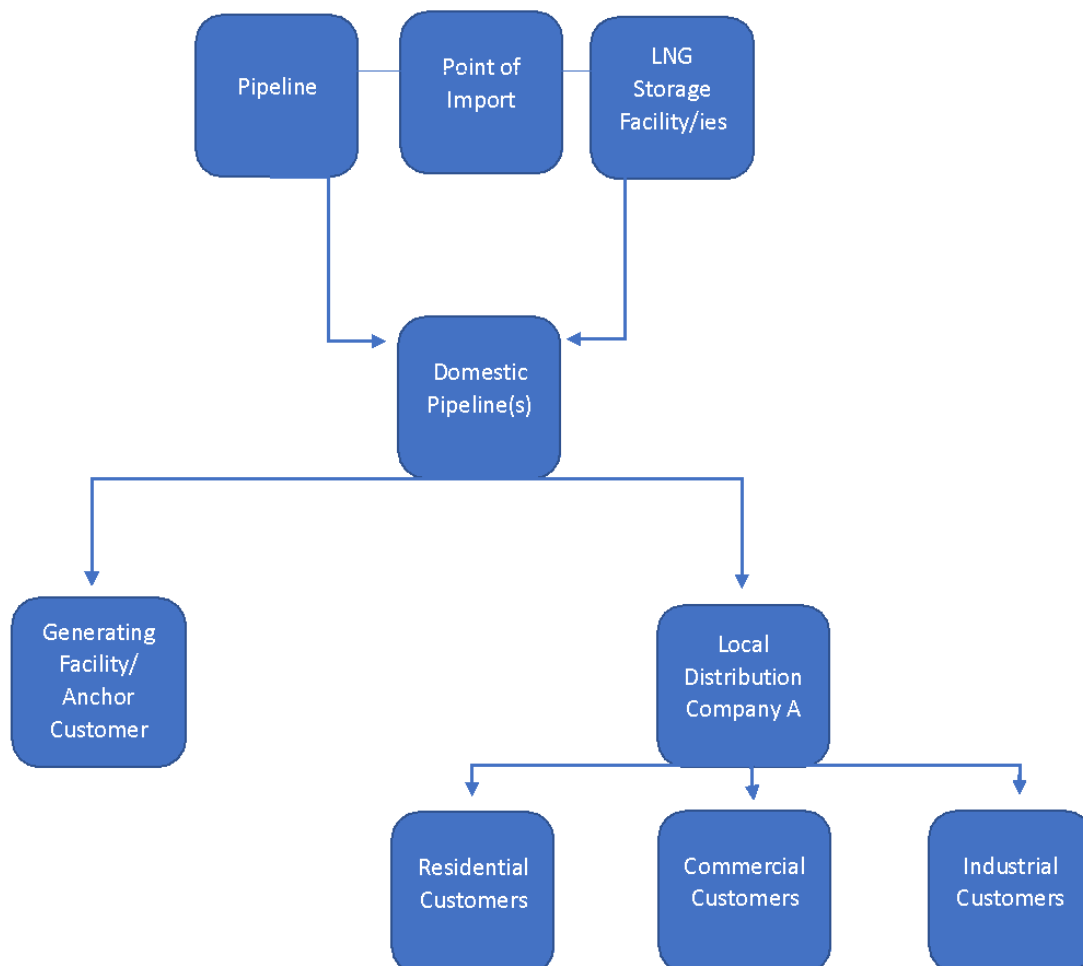 Pipeline
Point of
Import
LNG
Storage
Facility/ies
Domestic
Pipeline(s)
Generating
Facility/
Anchor
Customer
Local
Distribution
Company A
Residential
Customers
Commercial
Customers
Industrial
Customers